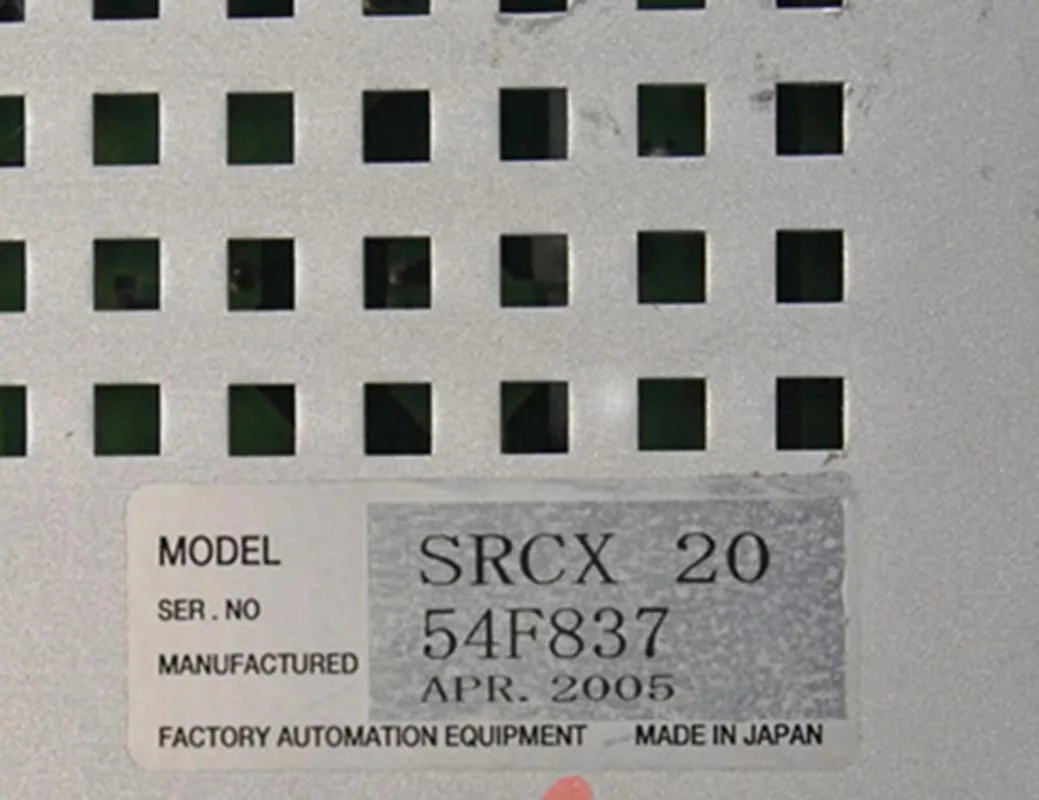 MODEL SRCX 20
SER. NO 54F837
MANUFACTURED APR. 2005
FACTORY AUTOMATION EQUIPMENT MADE IN JAPAN